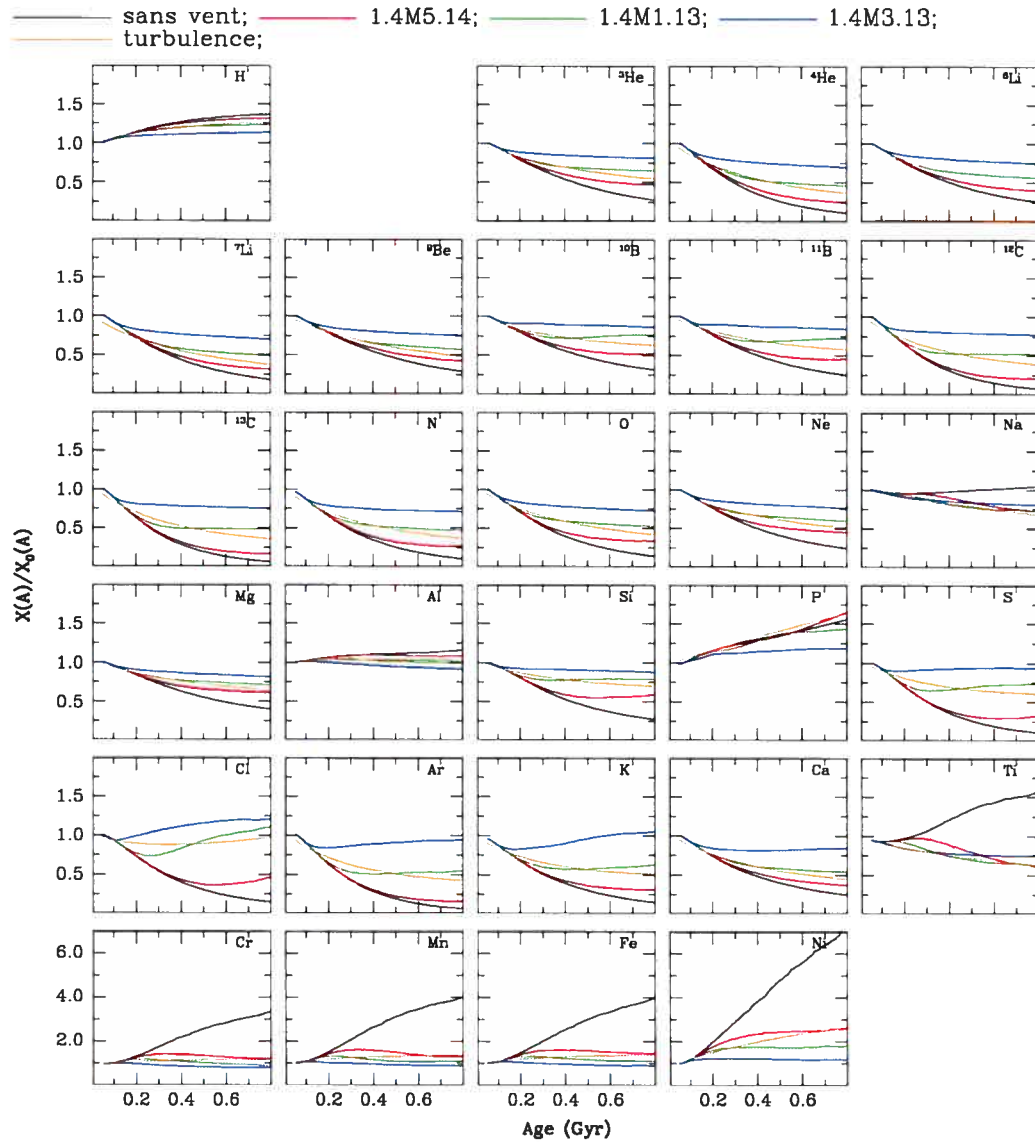 sans vent; 1.4M5.14; 1.4M1.13; 1.4M3.13;
turbulence;
H ³He ⁴He ⁶Li
1.5
1.0
0.5
⁷Li ⁹Be ¹⁰B ¹¹B ¹²C
1.5
1.0
0.5
¹³C N O Ne Na
1.5
1.0
0.5
X(A)/X₀(A)
Mg Al Si P S
1.5
1.0
0.5
Cl Ar K Ca Ti
1.5
1.0
0.5
Cr Mn Fe Ni
6.0
4.0
2.0
0.2 0.4 0.6 0.2 0.4 0.6 0.2 0.4 0.6 0.2 0.4 0.6
Age (Gyr)